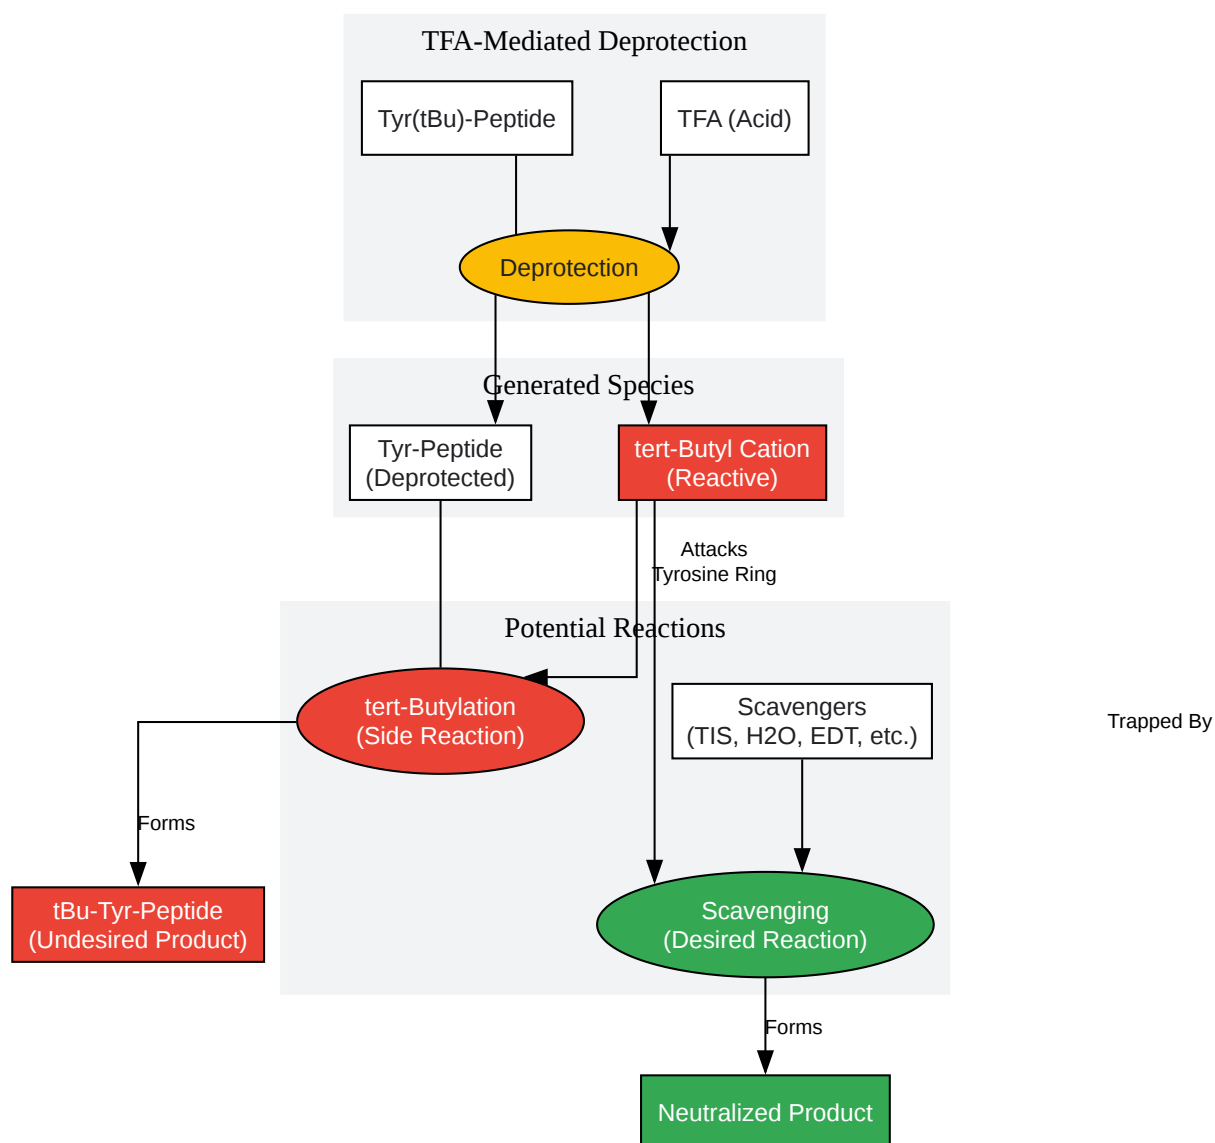 TFA-Mediated Deprotection
Tyr(tBu)-Peptide
TFA (Acid)
Deprotection
Generated Species
Tyr-Peptide
(Deprotected)
tert-Butyl Cation
(Reactive)
Attacks
Tyrosine Ring
Potential Reactions
tert-Butylation
(Side Reaction)
Scavengers
(TIS, H2O, EDT, etc.)
Trapped By
Forms
tBu-Tyr-Peptide
(Undesired Product)
Scavenging
(Desired Reaction)
Forms
Neutralized Product